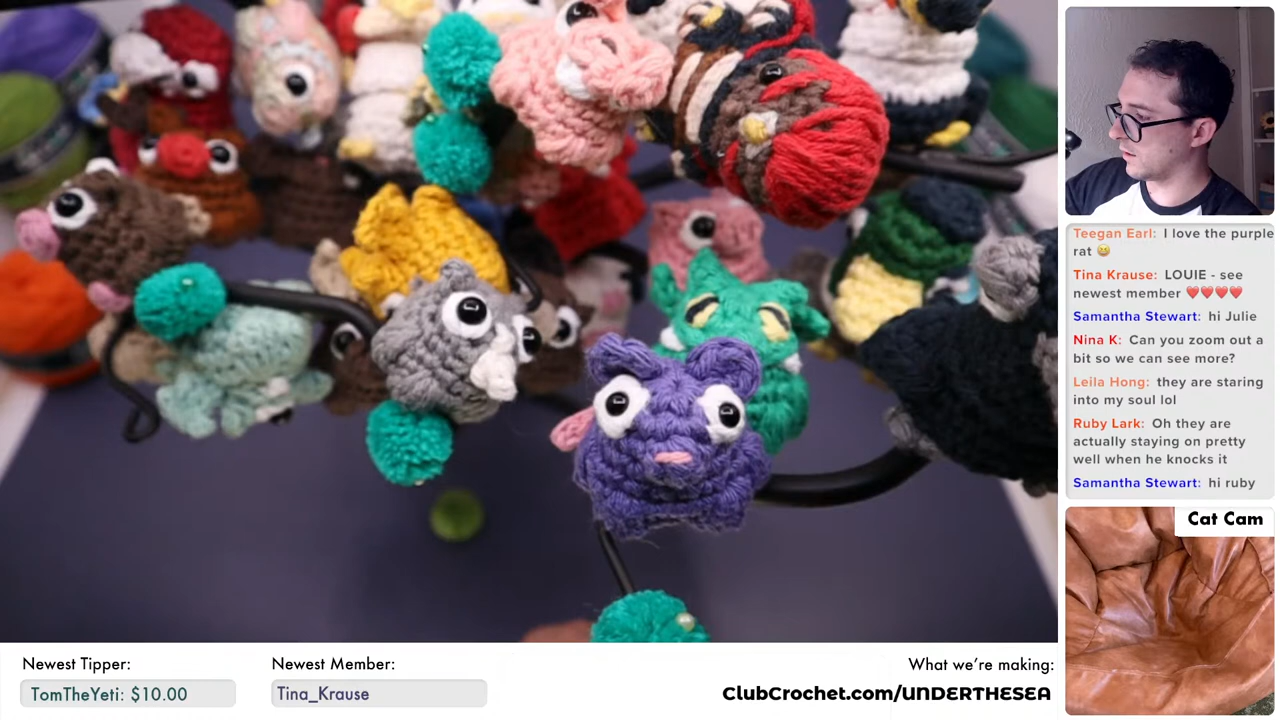 Teegan Earl: I love the purple
rat 😄
Tina Krause: LOUIE - see
newest member ❤️❤️❤️❤️
Samantha Stewart: hi Julie
Nina K: Can you zoom out a
bit so we can see more?
Leila Hong: they are staring
into my soul lol
Ruby Lark: Oh they are
actually staying on pretty
well when he knocks it
Samantha Stewart: hi ruby
Cat Cam
Newest Tipper:
TomTheYeti: $10.00
Newest Member:
Tina_Krause
What we're making:
ClubCrochet.com/UNDERTHESEA